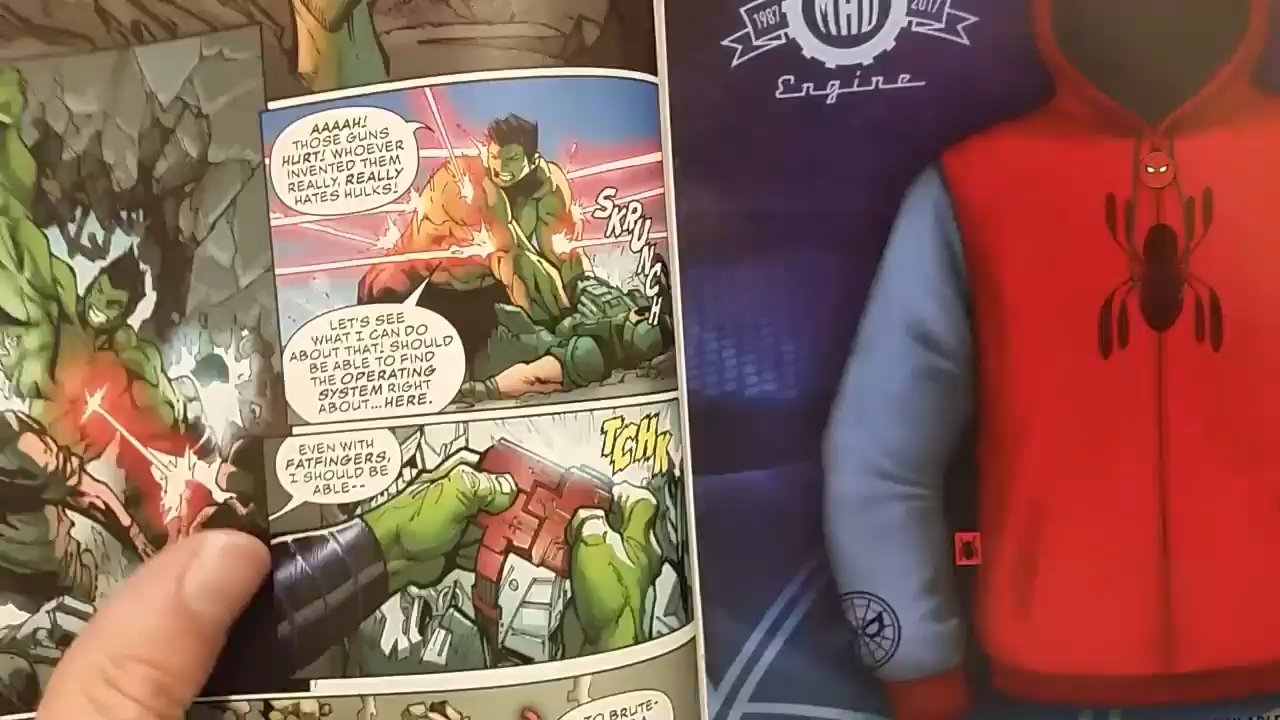 AAAAH!
THOSE GUNS
HURT! WHOEVER
INVENTED THEM
REALLY, REALLY
HATES HULKS!
SKRUNCH
LET'S SEE
WHAT I CAN DO
ABOUT THAT! SHOULD
BE ABLE TO FIND
THE OPERATING
SYSTEM RIGHT
ABOUT...HERE.
EVEN WITH
FATFINGERS,
I SHOULD BE
ABLE--
TCHK
TO BRUTE-
1987 MAD 2017
Engine